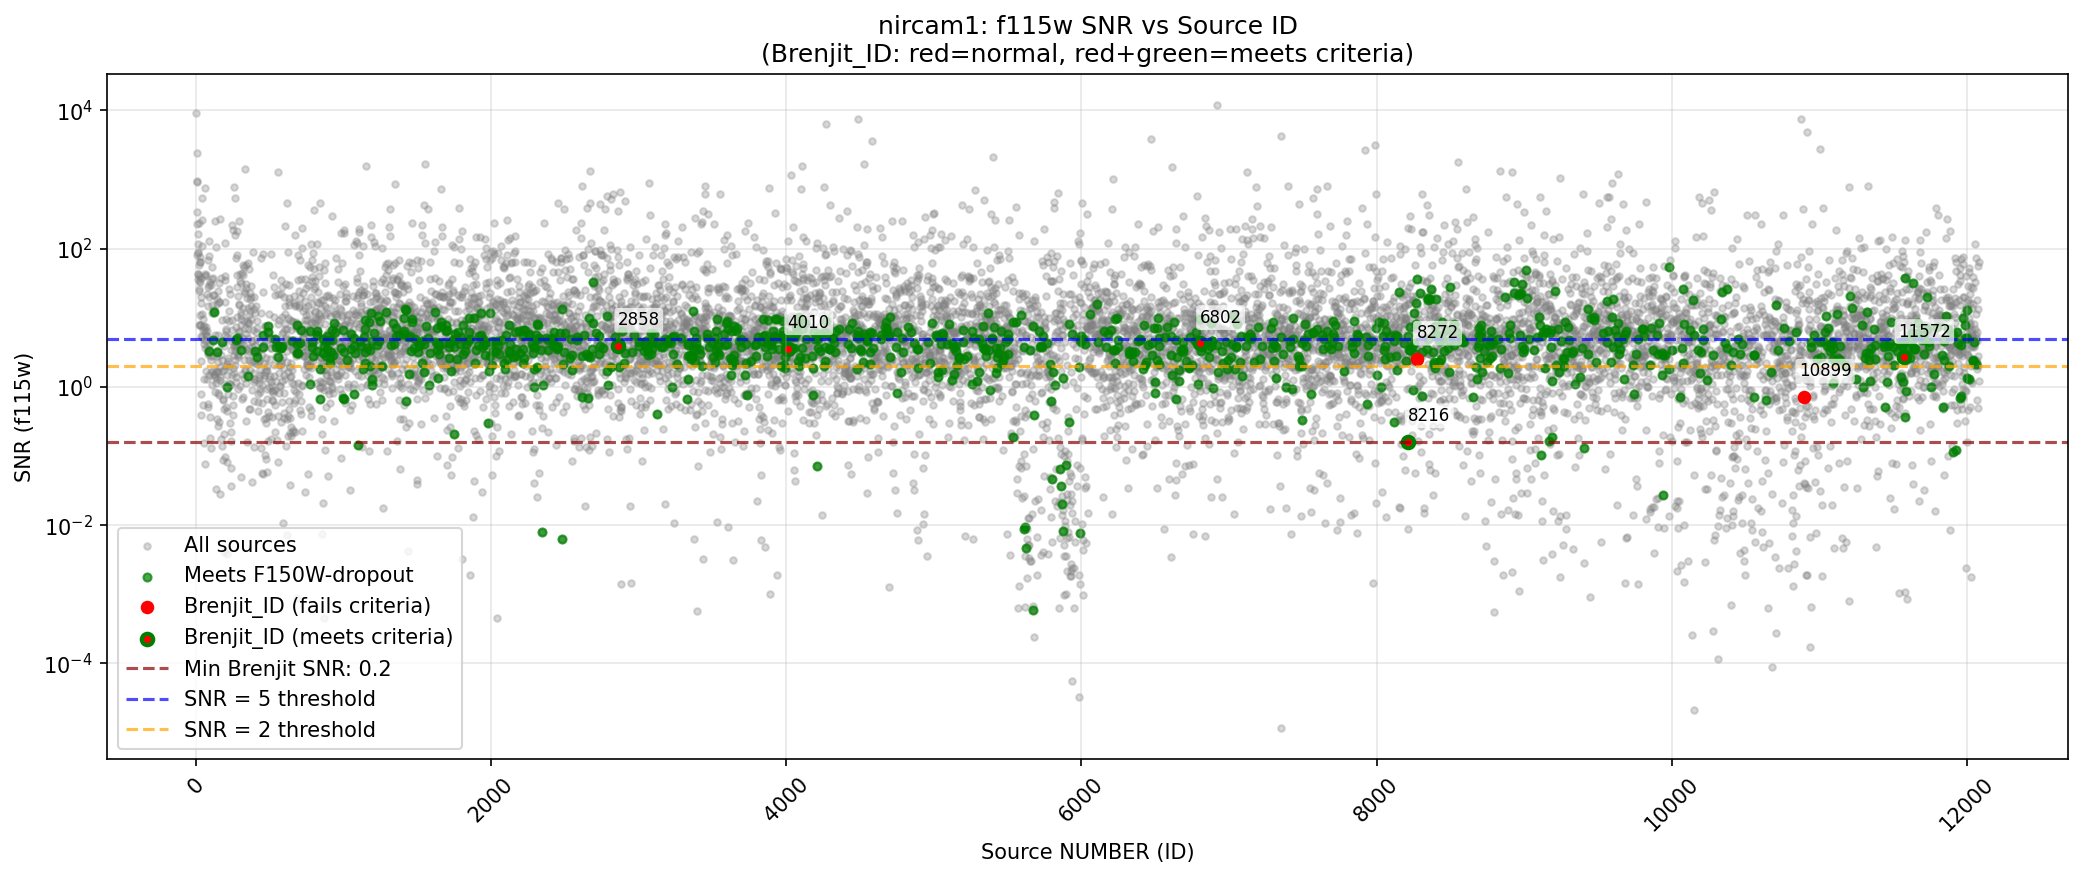 nircam1: f115w SNR vs Source ID
(Brenjit_ID: red=normal, red+green=meets criteria)
SNR (f115w)
10^4
10^2
10^0
10^-2
10^-4
2858
4010
6802
8272
11572
10899
8216
All sources
Meets F150W-dropout
Brenjit_ID (fails criteria)
Brenjit_ID (meets criteria)
Min Brenjit SNR: 0.2
SNR = 5 threshold
SNR = 2 threshold
0
2000
4000
6000
8000
10000
12000
Source NUMBER (ID)